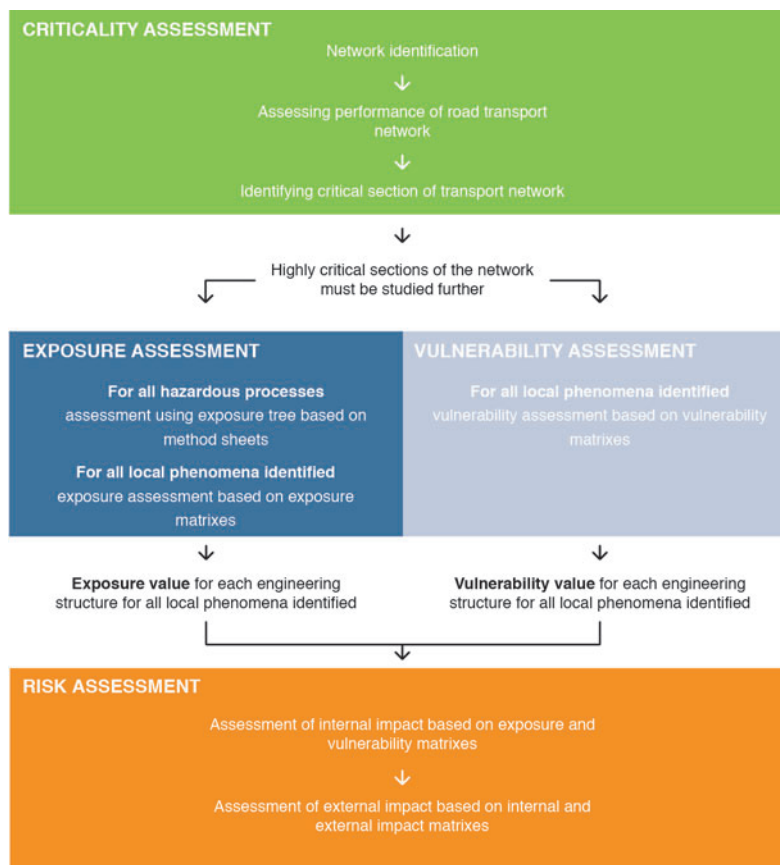 CRITICALITY ASSESSMENT
Network identification
Assessing performance of road transport
network
Identifying critical section of transport network
Highly critical sections of the network
must be studied further
EXPOSURE ASSESSMENT
For all hazardous processes
assessment using exposure tree based on
method sheets
For all local phenomena identified
exposure assessment based on exposure
matrixes
VULNERABILITY ASSESSMENT
For all local phenomena identified
vulnerability assessment based on vulnerability
matrixes
Exposure value for each engineering
structure for all local phenomena identified
Vulnerability value for each engineering
structure for all local phenomena identified
RISK ASSESSMENT
Assessment of internal impact based on exposure and
vulnerability matrixes
Assessment of external impact based on internal and
external impact matrixes